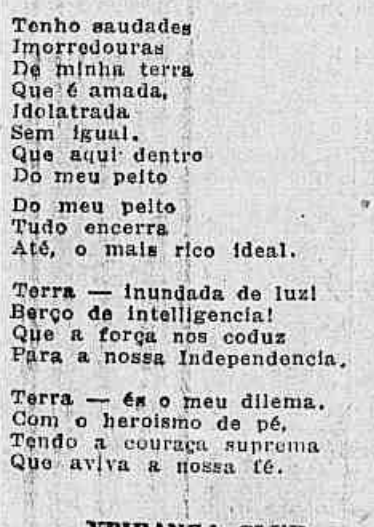 Tenho saudades
Imorredouras
De minha terra
Que é amada,
Idolatrada
Sem igual.
Que aqui dentro
Do meu peito
Do meu peito
Tudo encerra
Até, o mais rico ideal.
Terra — inundada de luz!
Berço de intelligencia!
Que a força nos coduz
Para a nossa Independencia.
Terra — és o meu dilema.
Com o heroismo de pé,
Tendo a couraça suprema
Que aviva a nossa fé.